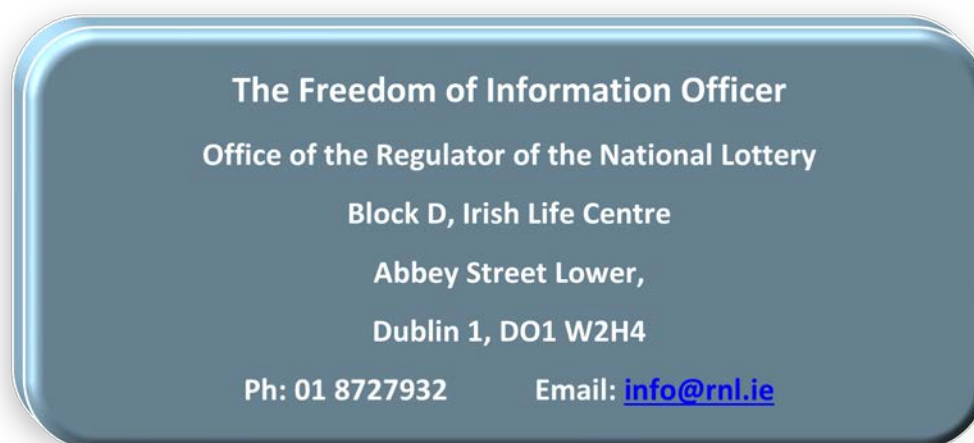 The Freedom of Information Officer
Office of the Regulator of the National Lottery
Block D, Irish Life Centre
Abbey Street Lower,
Dublin 1, DO1 W2H4
Ph: 01 8727932 Email: info@rnl.ie